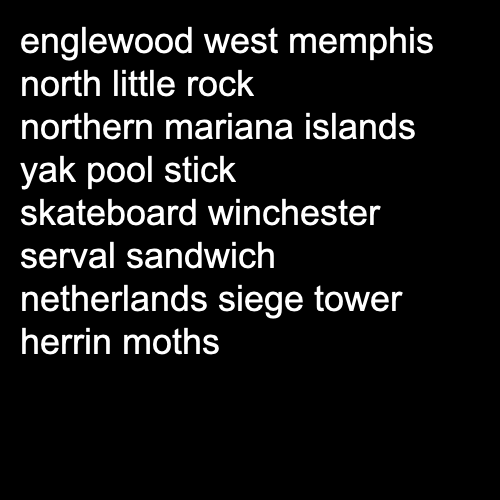 englewood west memphis
north little rock
northern mariana islands
yak pool stick
skateboard winchester
serval sandwich
netherlands siege tower
herrin moths